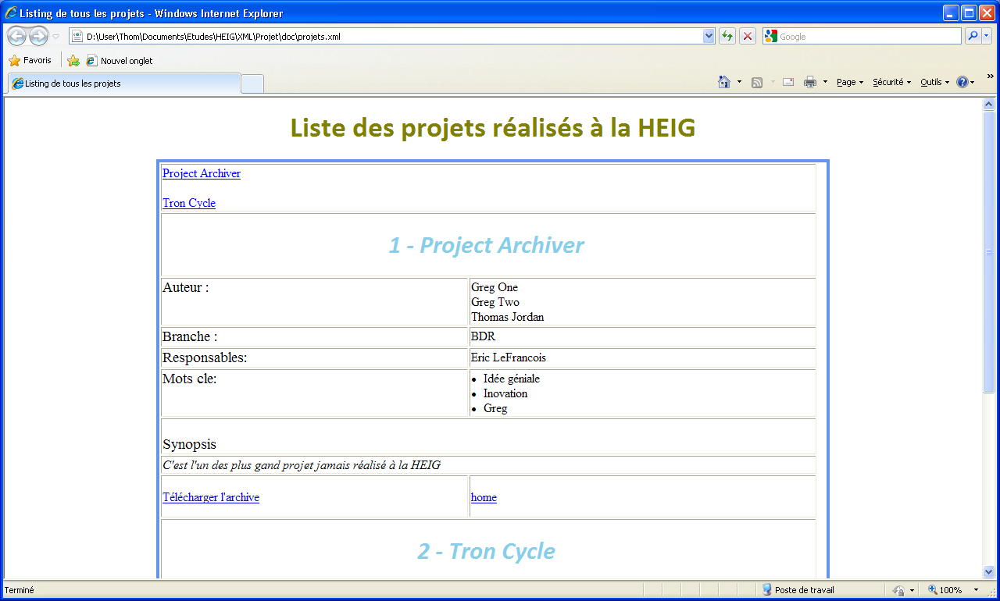 Listing de tous les projets - Windows Internet Explorer
D:\User\Thom\Documents\Etudes\HEIG\XML\Projet\doc\projets.xml
Google
Favoris
Nouvel onglet
Listing de tous les projets
Page
Sécurité
Outils
»
Liste des projets réalisés à la HEIG
Project Archiver
Tron Cycle
1 - Project Archiver
Auteur :
Greg One
Greg Two
Thomas Jordan
Branche :
BDR
Responsables:
Eric LeFrancois
Mots cle:
• Idée géniale
• Inovation
• Greg
Synopsis
C'est l'un des plus gand projet jamais réalisé à la HEIG
Télécharger l'archive
home
2 - Tron Cycle
Terminé
Poste de travail
100%